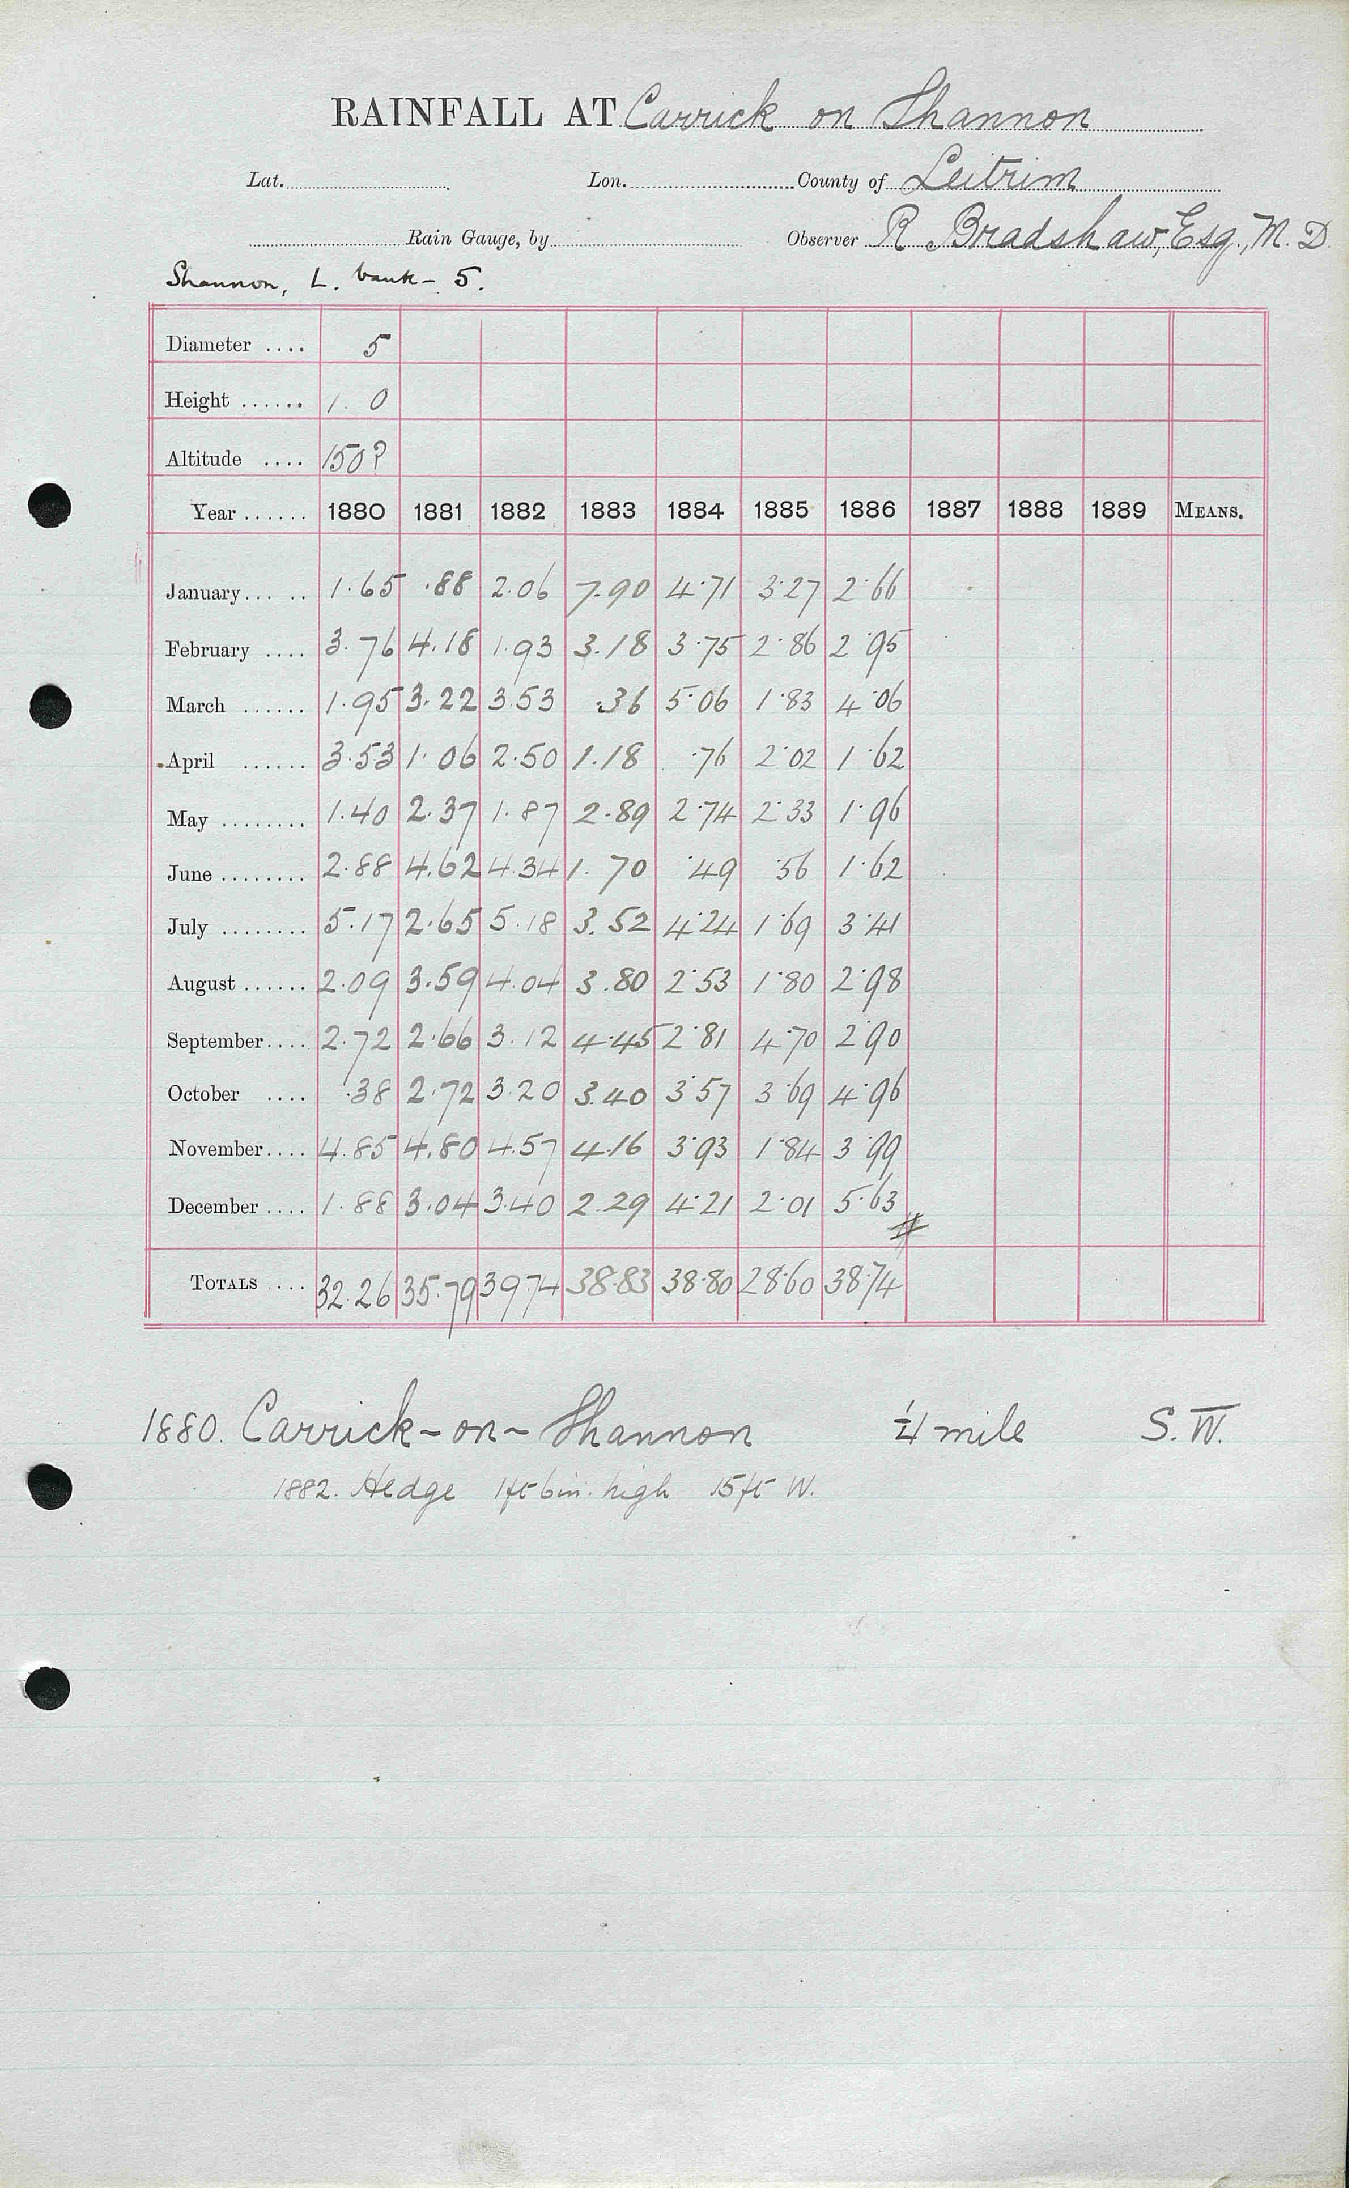 RAINFALL AT Carrick on Shannon
Lat. Lon. County of Leitrim
Rain Gauge, by Observer R. Bradshaw, Esq., M. D.
Shannon, L. bank - 5.
Diameter .... 5
Height ...... 1. 0
Altitude .... 150?
Year ...... 1880 1881 1882 1883 1884 1885 1886 1887 1888 1889 MEANS.
January... .. 1.65 .88 2.06 7.90 4.71 3.27 2.66
February .... 3.76 4.18 1.93 3.18 3.75 2.86 2.95
March ...... 1.95 3.22 3.53 .36 5.06 1.83 4.06
April ...... 3.53 1.06 2.50 1.18 .76 2.02 1.62
May ........ 1.40 2.37 1.87 2.89 2.74 2.33 1.96
June ........ 2.88 4.62 4.34 1.70 .49 .56 1.62
July ........ 5.17 2.65 5.18 3.52 4.24 1.69 3.41
August ...... 2.09 3.59 4.04 3.80 2.53 1.80 2.98
September.... 2.72 2.66 3.12 4.45 2.81 4.70 2.90
October .... .38 2.72 3.20 3.40 3.57 3.69 4.96
November.... 4.85 4.80 4.57 4.16 3.93 1.84 3.99
December .... 1.88 3.04 3.40 2.29 4.21 2.01 5.63 #
TOTALS .... 32.26 35.79 39.74 38.83 38.80 28.60 38.74
1880. Carrick-on-Shannon ¼ mile S.W.
1882. Hedge 1ft 6in. high 15ft W.